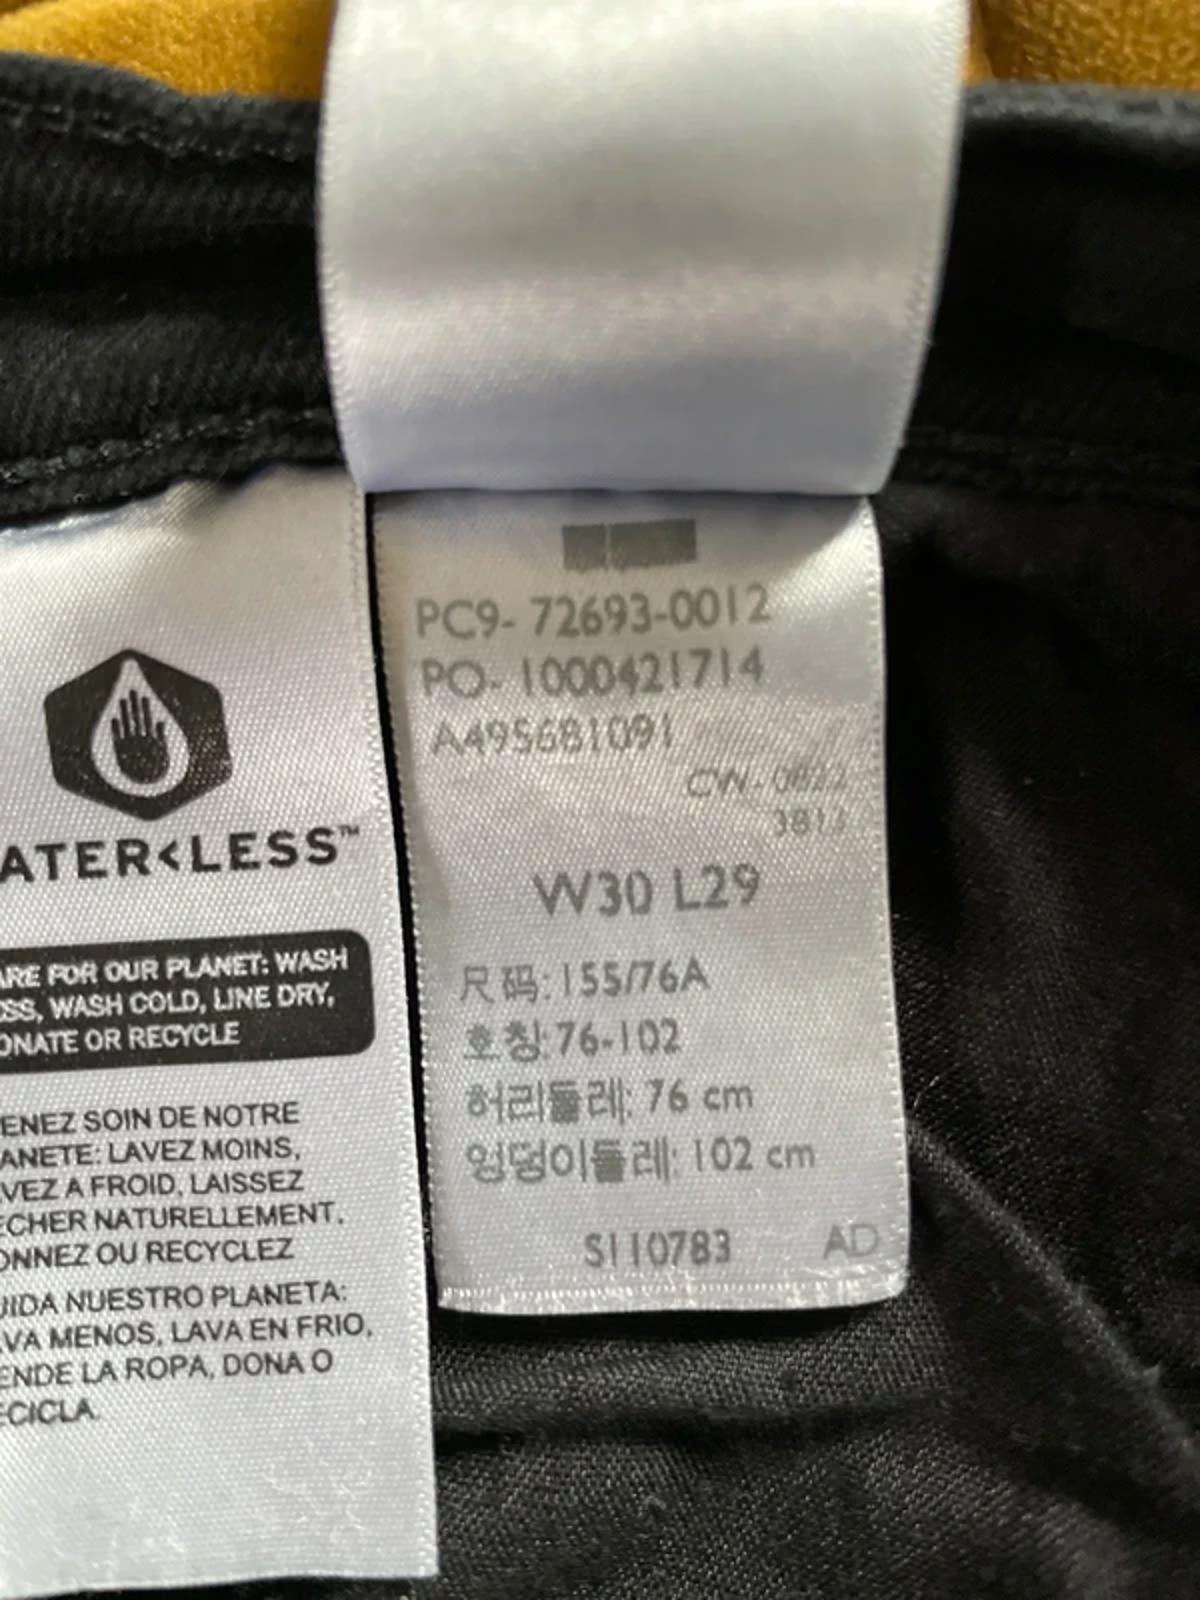 ATER<LESS™
ARE FOR OUR PLANET: WASH
ESS, WASH COLD, LINE DRY,
ONATE OR RECYCLE
ENEZ SOIN DE NOTRE
ANETE: LAVEZ MOINS,
VEZ A FROID, LAISSEZ
ECHER NATURELLEMENT,
ONNEZ OU RECYCLEZ
UIDA NUESTRO PLANETA:
AVA MENOS, LAVA EN FRIO,
ENDE LA ROPA, DONA O
ECICLA.
PC9- 72693-0012
PO- 1000421714
A495681091
W30 L29
尺码:155/76A
호칭:76-102
허리둘레: 76 cm
엉덩이둘레: 102 cm
S110783 AD